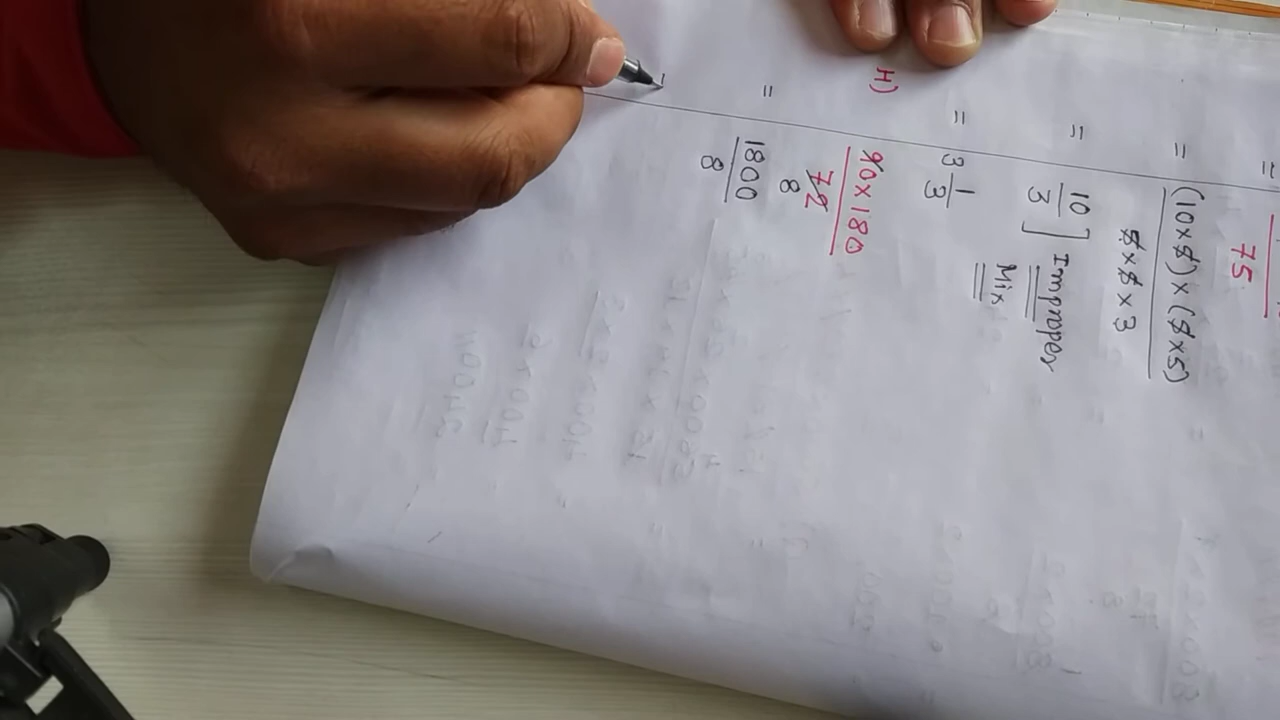 =
75
= (10×5)×(5×5)
5×5×3
= 10
3 ] Improper
Mix
= 3 1
3
H) 90×180
72
8
= 1800
8